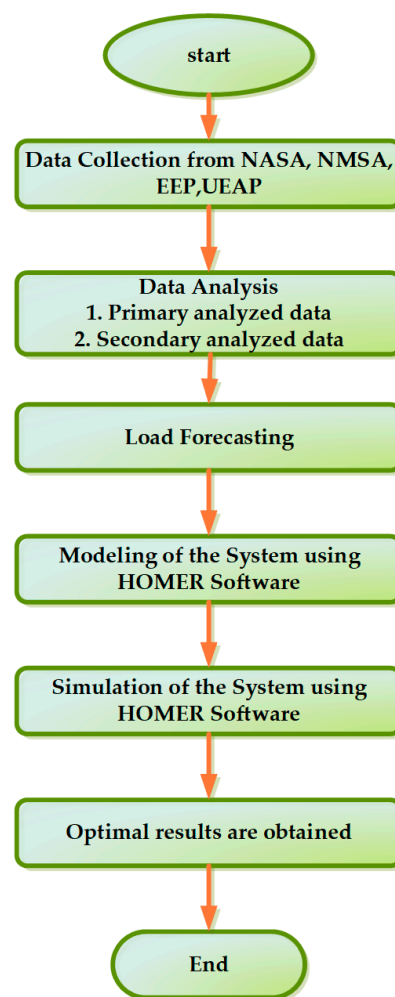 start
Data Collection from NASA, NMSA,
EEP,UEAP
Data Analysis
1. Primary analyzed data
2. Secondary analyzed data
Load Forecasting
Modeling of the System using
HOMER Software
Simulation of the System using
HOMER Software
Optimal results are obtained
End